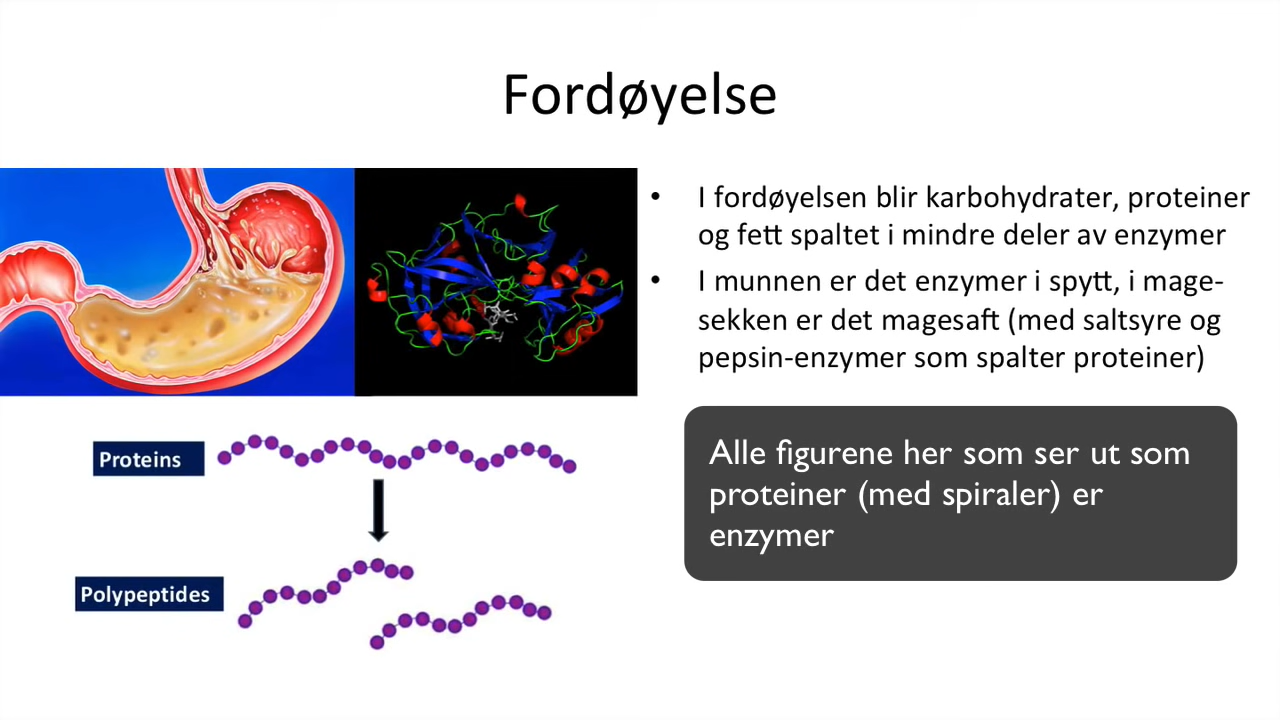 Fordøyelse
• I fordøyelsen blir karbohydrater, proteiner
og fett spaltet i mindre deler av enzymer
• I munnen er det enzymer i spytt, i mage-
sekken er det magesaft (med saltsyre og
pepsin-enzymer som spalter proteiner)
Alle figurene her som ser ut som
proteiner (med spiraler) er
enzymer
Proteins
Polypeptides